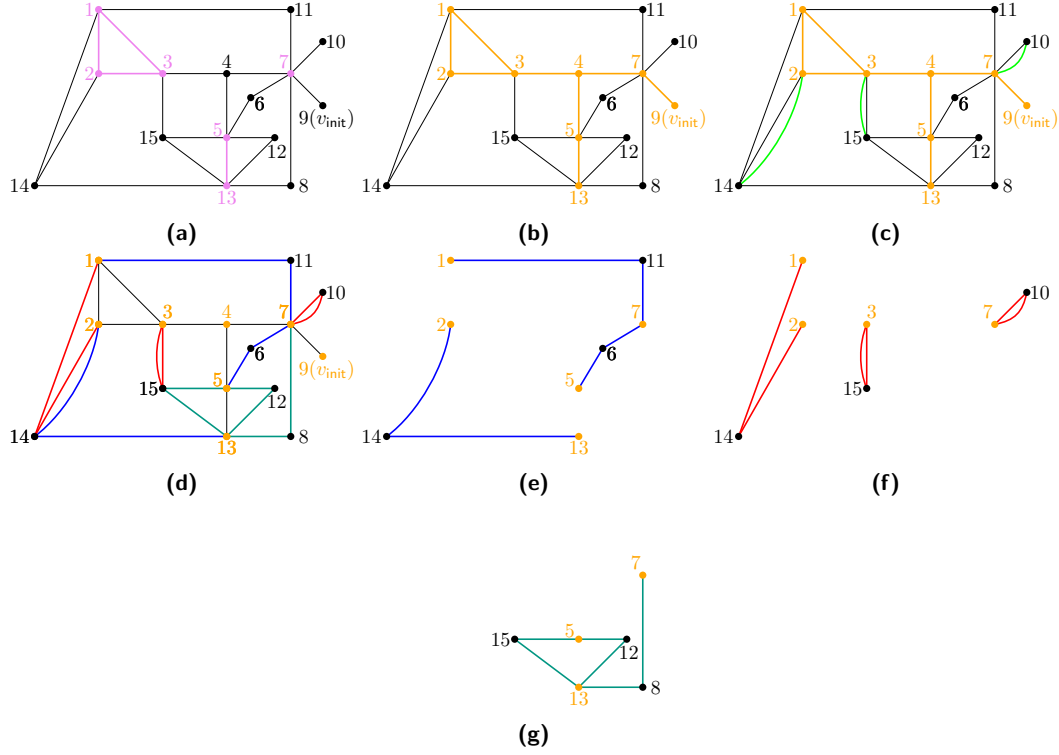 1 11 1 11 1 11
10 10 10
2 3 4 7 2 3 4 7 2 3 4 7
6 9(v_init) 6 9(v_init) 6 9(v_init)
15 5 12 15 5 12 15 5 12
14 13 8 14 13 8 14 13 8
(a) (b) (c)
1 11 1 11 1
10 10
2 3 4 7 2 7 2 3 7
6 9(v_init) 6
15 5 12 5 15
14 13 8 14 13 14
(d) (e) (f)
7
15 5 12
13 8
(g)